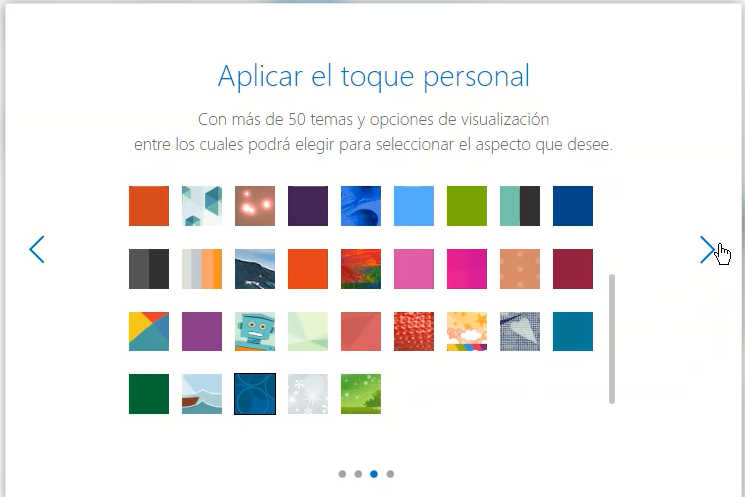 Aplicar el toque personal
Con más de 50 temas y opciones de visualización
entre los cuales podrá elegir para seleccionar el aspecto que desee.